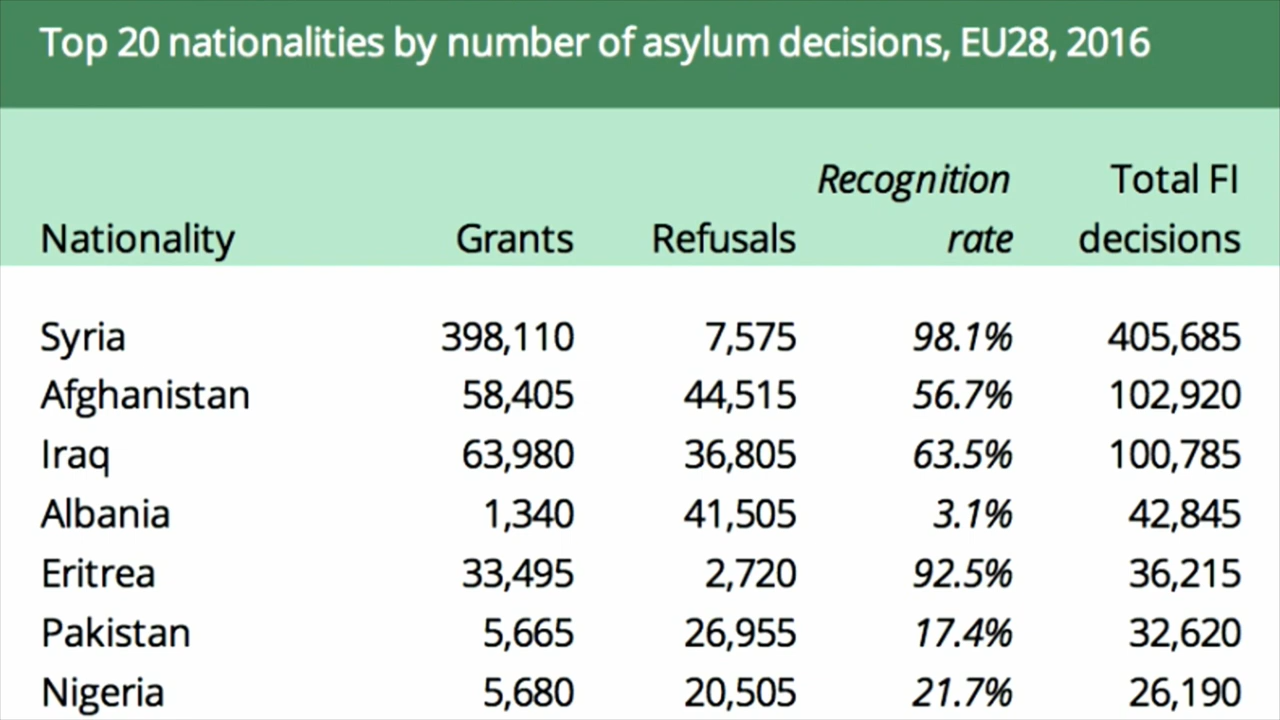 Top 20 nationalities by number of asylum decisions, EU28, 2016
Recognition Total FI
Nationality Grants Refusals rate decisions
Syria 398,110 7,575 98.1% 405,685
Afghanistan 58,405 44,515 56.7% 102,920
Iraq 63,980 36,805 63.5% 100,785
Albania 1,340 41,505 3.1% 42,845
Eritrea 33,495 2,720 92.5% 36,215
Pakistan 5,665 26,955 17.4% 32,620
Nigeria 5,680 20,505 21.7% 26,190